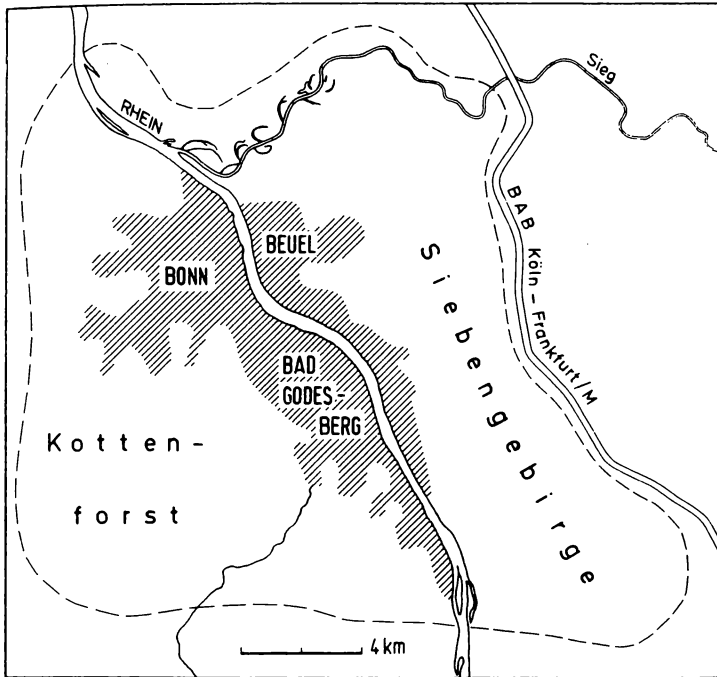 Sieg
RHEIN
BAB Köln - Frankfurt/M
BEUEL
BONN
Siebengebirge
BAD
GODES-
BERG
Kotten-
forst
4 km